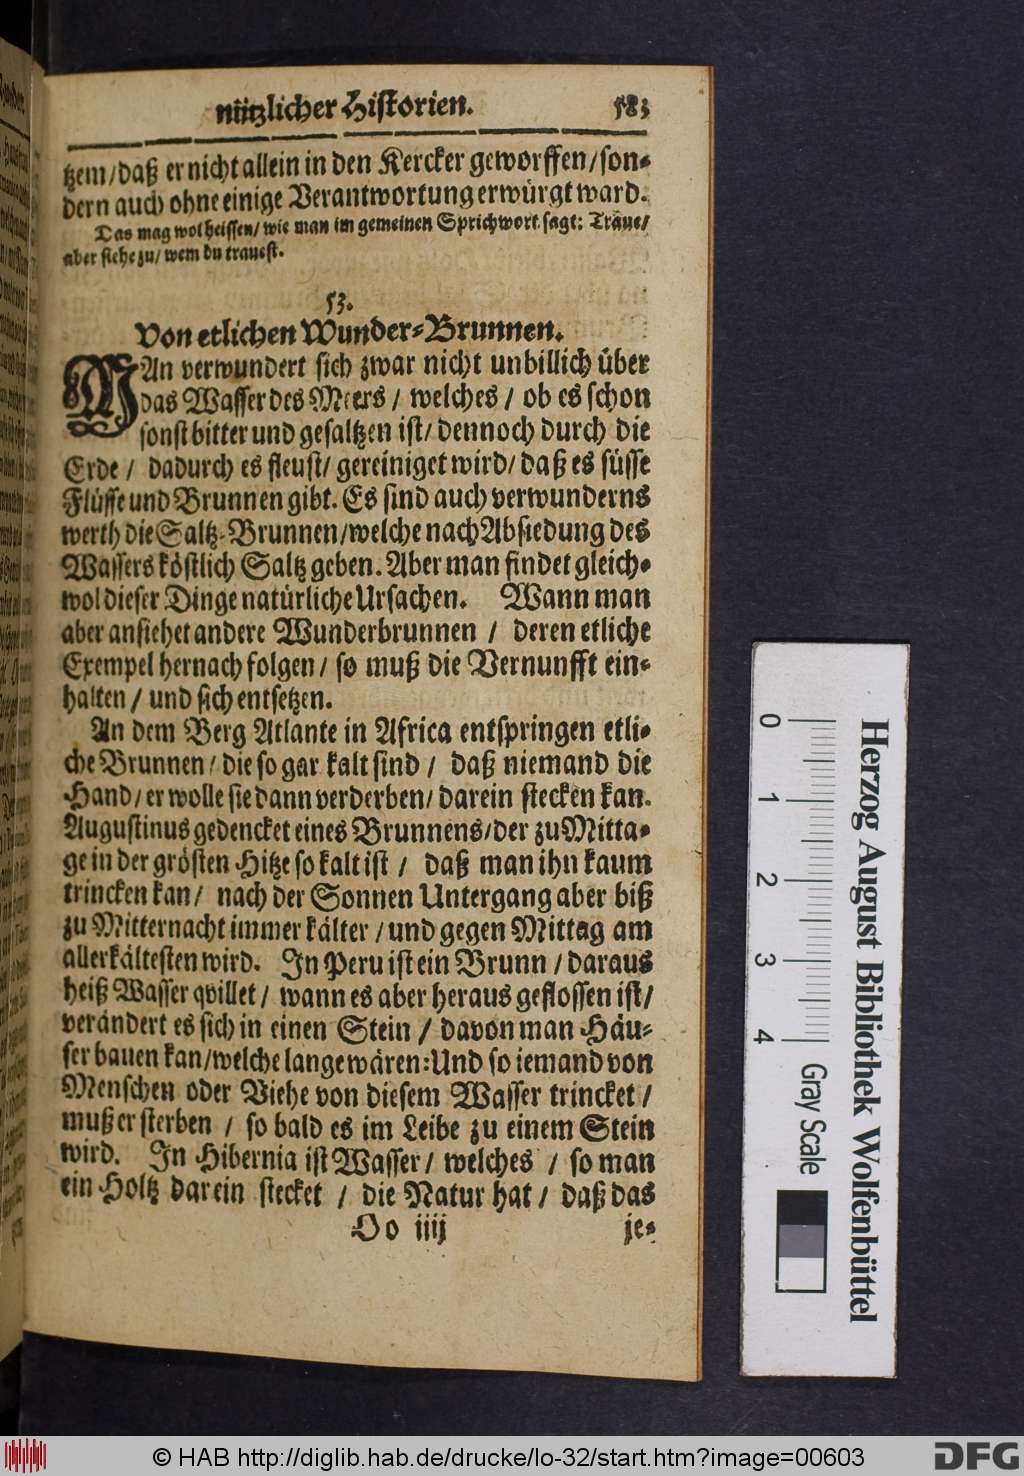 nützlicher Historien. 583
tzem/ daß er nicht allein in den Kercker geworffen/ son-
dern auch ohne einige Verantwortung erwürgt ward.
Das mag wol heissen/ wie man im gemeinen Sprichwort sagt: Träue/
aber siehe zu/ wem du trauest.
53.
Von etlichen Wunder-Brunnen.
MAn verwundert sich zwar nicht unbillich über
das Wasser des Meers / welches / ob es schon
sonst bitter und gesaltzen ist/ dennoch durch die
Erde / dadurch es fleust/ gereiniget wird/ daß es süsse
Flüsse und Brunnen gibt. Es sind auch verwunderns
werth die Saltz-Brunnen/welche nach Absiedung des
Wassers köstlich Saltz geben. Aber man findet gleich-
wol dieser Dinge natürliche Ursachen. Wann man
aber ansiehet andere Wunderbrunnen / deren etliche
Exempel hernach folgen/ so muß die Vernunfft ein-
halten / und sich entsetzen.
An dem Berg Atlante in Africa entspringen etli-
che Brunnen/ die so gar kalt sind / daß niemand die
Hand/ er wolle sie dann verderben/ darein stecken kan.
Augustinus gedencket eines Brunnens/der zu Mitta-
ge in der grösten Hitze so kalt ist / daß man ihn kaum
trincken kan/ nach der Sonnen Untergang aber biß
zu Mitternacht immer kälter / und gegen Mittag am
allerkältesten wird. In Peru ist ein Brunn / daraus
heiß Wasser qvillet/ wann es aber heraus geflossen ist/
verändert es sich in einen Stein / davon man Häu-
ser bauen kan/welche lange wären: Und so iemand von
Menschen oder Viehe von diesem Wasser trincket /
muß er sterben / so bald es im Leibe zu einem Stein
wird. In Hibernia ist Wasser/ welches / so man
ein Holtz darein stecket / die Natur hat / daß das
Oo iiij je-
0 1 2 3 4 Gray Scale
Herzog August Bibliothek Wolfenbüttel
© HAB http://diglib.hab.de/drucke/lo-32/start.htm?image=00603
DFG